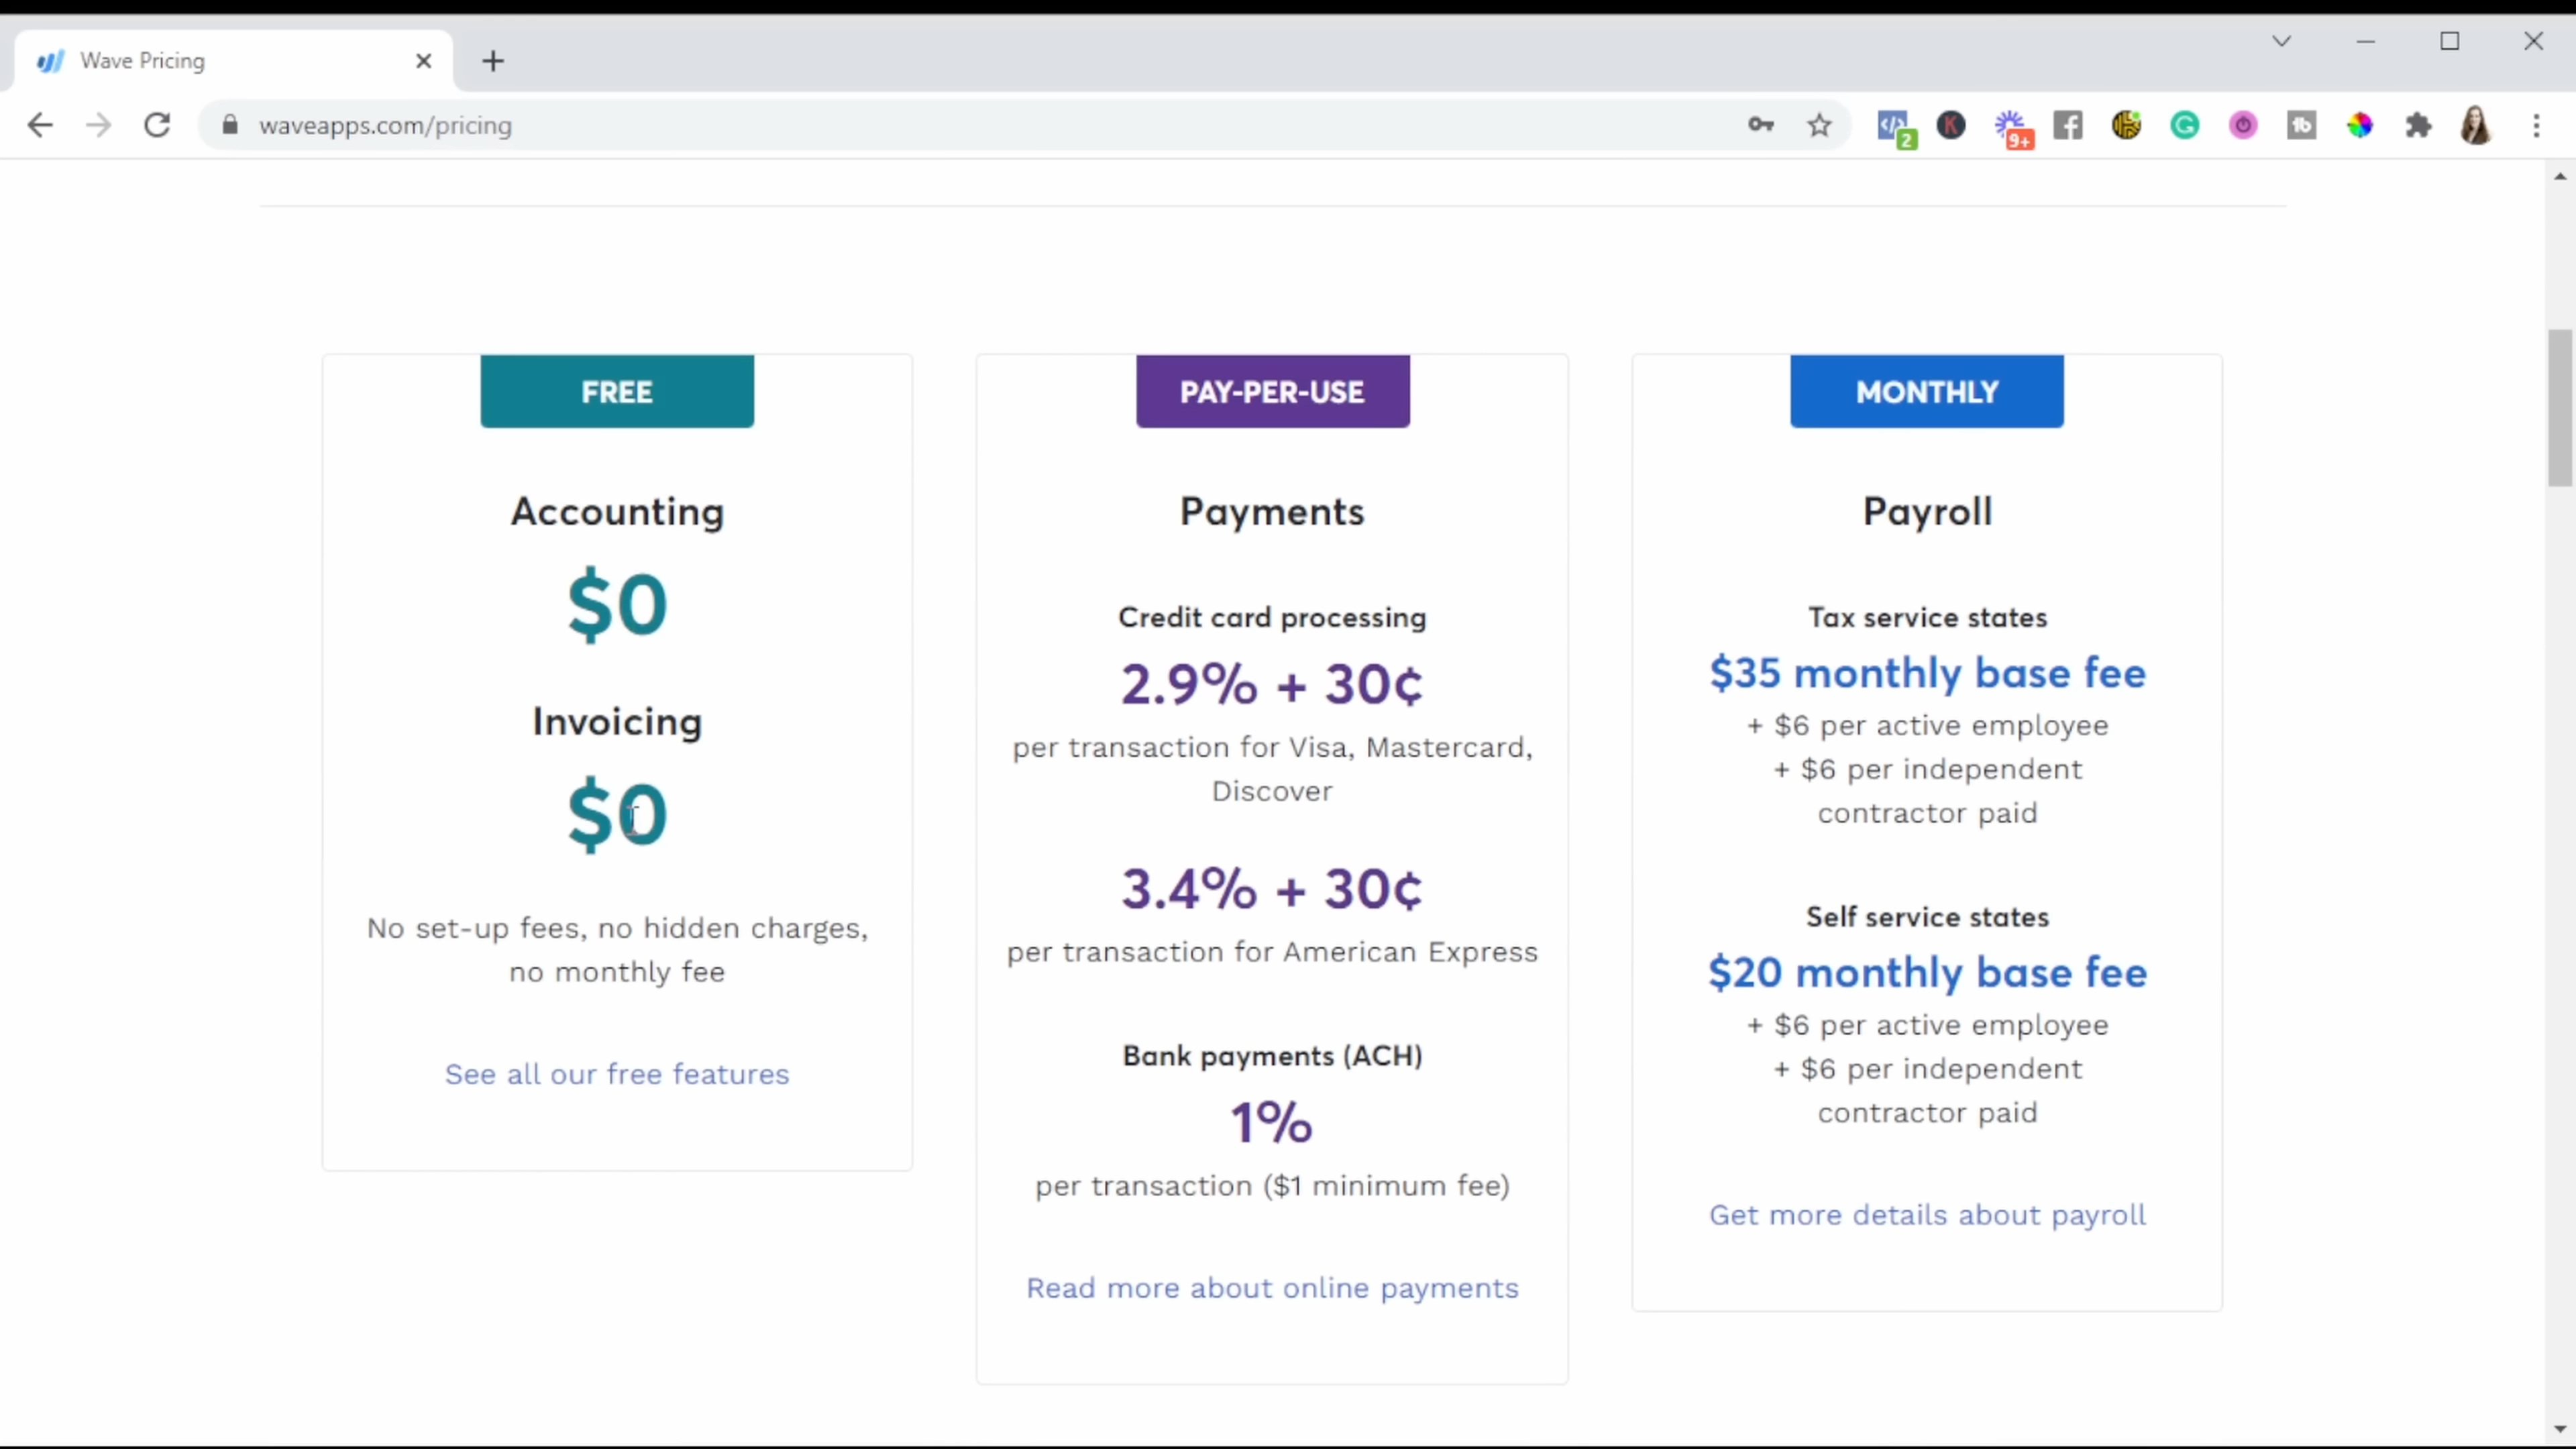 Wave Pricing
waveapps.com/pricing
2
K
9+
tb
FREE
Accounting
$0
Invoicing
$0
No set-up fees, no hidden charges,
no monthly fee
See all our free features
PAY-PER-USE
Payments
Credit card processing
2.9% + 30¢
per transaction for Visa, Mastercard,
Discover
3.4% + 30¢
per transaction for American Express
Bank payments (ACH)
1%
per transaction ($1 minimum fee)
Read more about online payments
MONTHLY
Payroll
Tax service states
$35 monthly base fee
+ $6 per active employee
+ $6 per independent
contractor paid
Self service states
$20 monthly base fee
+ $6 per active employee
+ $6 per independent
contractor paid
Get more details about payroll